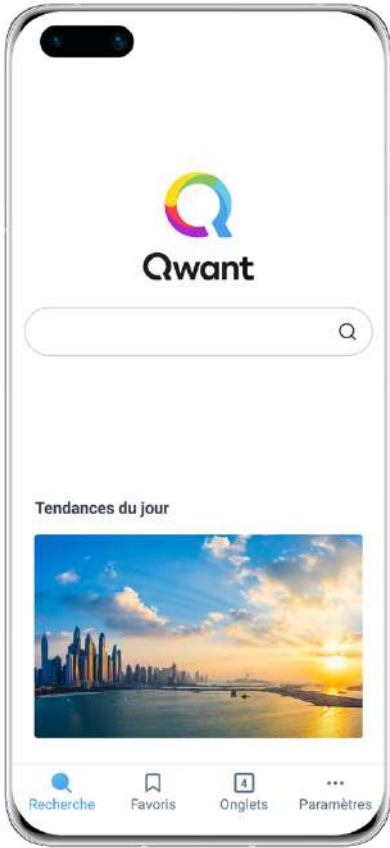 Qwant
Tendances du jour
4
Recherche
Favoris
Onglets
Paramètres